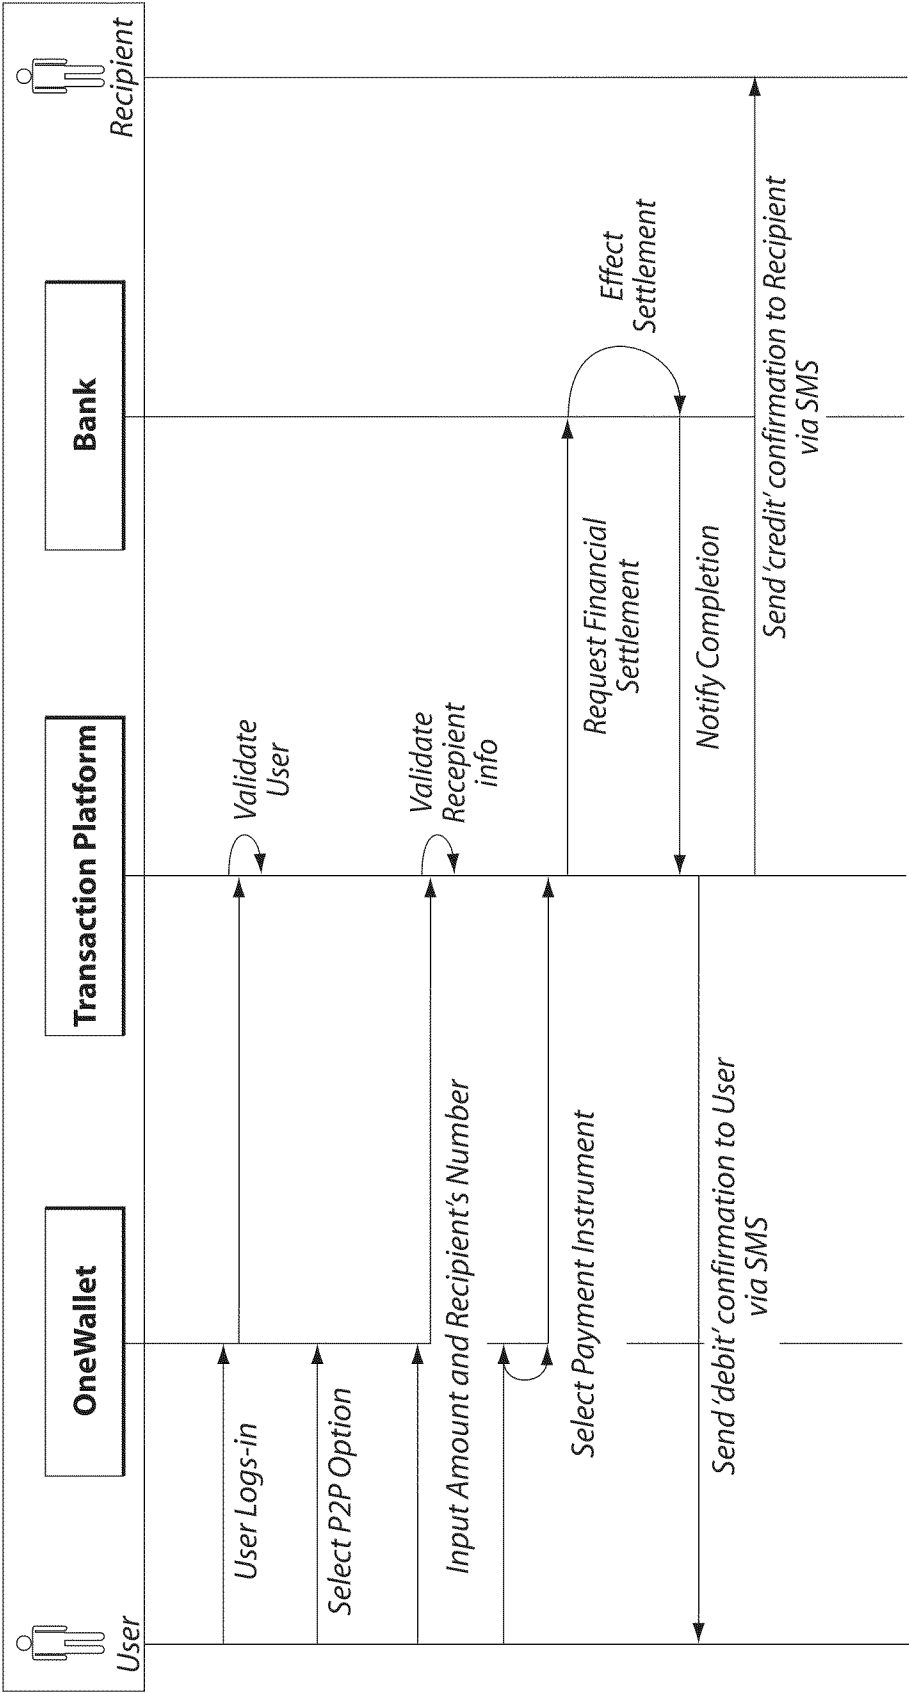 User
OneWallet
Transaction Platform
Bank
Recipient
User Logs-in
Validate
User
Select P2P Option
Input Amount and Recipient's Number
Validate
Recepient
info
Select Payment Instrument
Request Financial
Settlement
Effect
Settlement
Notify Completion
Send 'debit' confirmation to User
via SMS
Send 'credit' confirmation to Recipient
via SMS